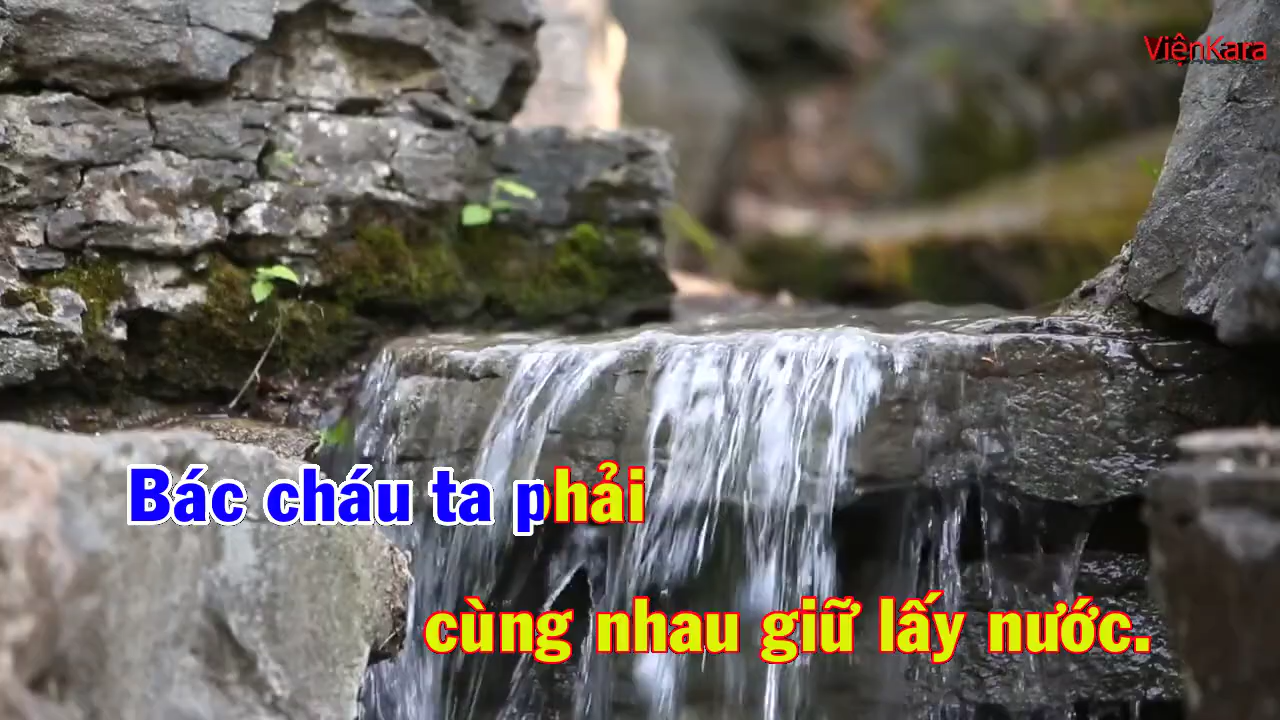 ViệnKara
Bác cháu ta phải
cùng nhau giữ lấy nước.